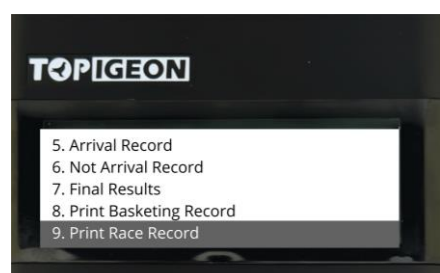 TOPIGEON
5. Arrival Record
6. Not Arrival Record
7. Final Results
8. Print Basketing Record
9. Print Race Record